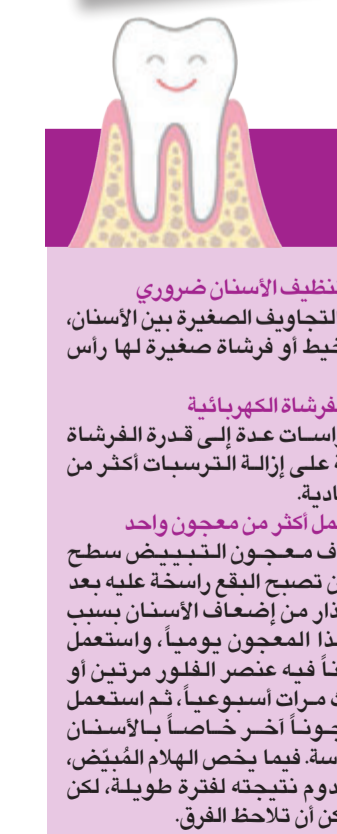 نظيف الأسنان ضروري
لتجاويف الصغيرة بين الأسنان،
خيط أو فرشاة صغيرة لها رأس
فرشاة الكهربائية
راسات عدة إلى قدرة الفرشاة
ة على إزالة الترسبات أكثر من
ادية.
مل أكثر من معجون واحد
ف معجون التبييض سطح
ن تصبح البقع راسخة عليه بعد
ذار من إضعاف الأسنان بسبب
ذا المعجون يومياً، واستعمل
ناً فيه عنصر الفلور مرتين أو
ث مرات أسبوعياً، ثم استعمل
جوناً آخر خاصاً بالأسنان
سة. فيما يخص الهلام المُبيّض،
دوم نتيجته لفترة طويلة، لكن
كن أن تلاحظ الفرق.